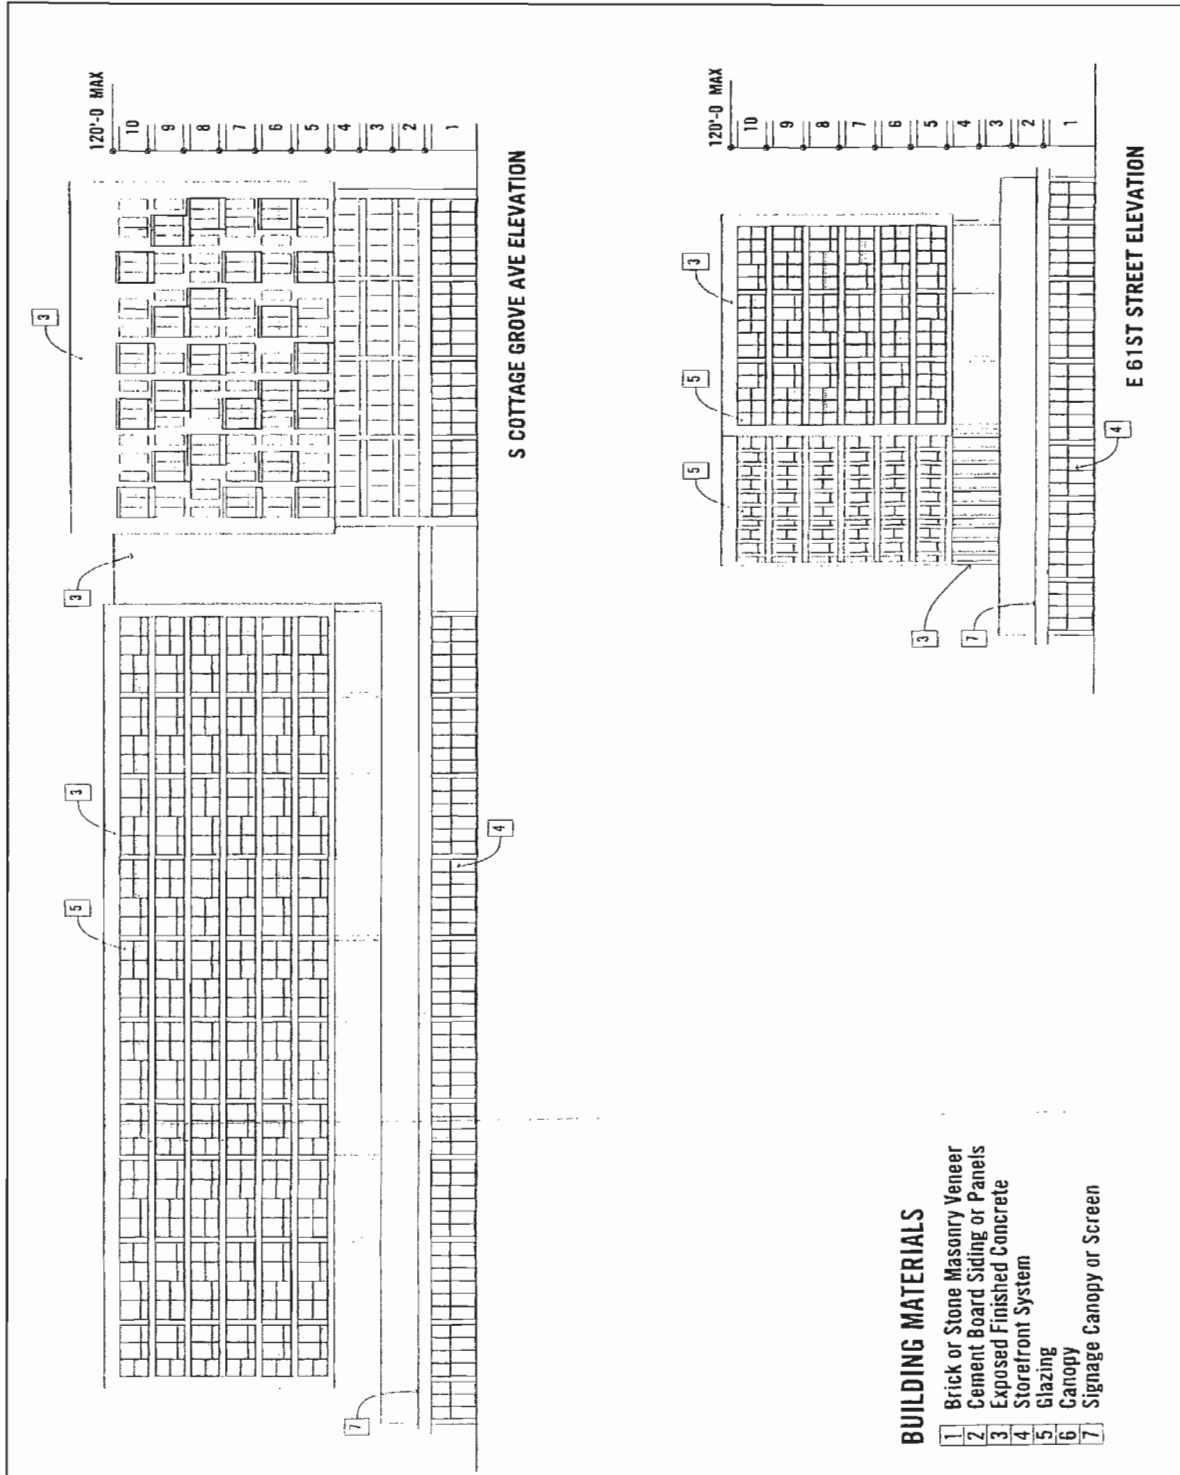 120'-0 MAX
10
9
8
7
6
5
4
3
2
1
3
3
3
5
7
4
S COTTAGE GROVE AVE ELEVATION
120'-0 MAX
10
9
8
7
6
5
4
3
2
1
3
5
5
3
7
4
E 61ST STREET ELEVATION
BUILDING MATERIALS
1 Brick or Stone Masonry Veneer
2 Cement Board Siding or Panels
3 Exposed Finished Concrete
4 Storefront System
5 Glazing
6 Canopy
7 Signage Canopy or Screen